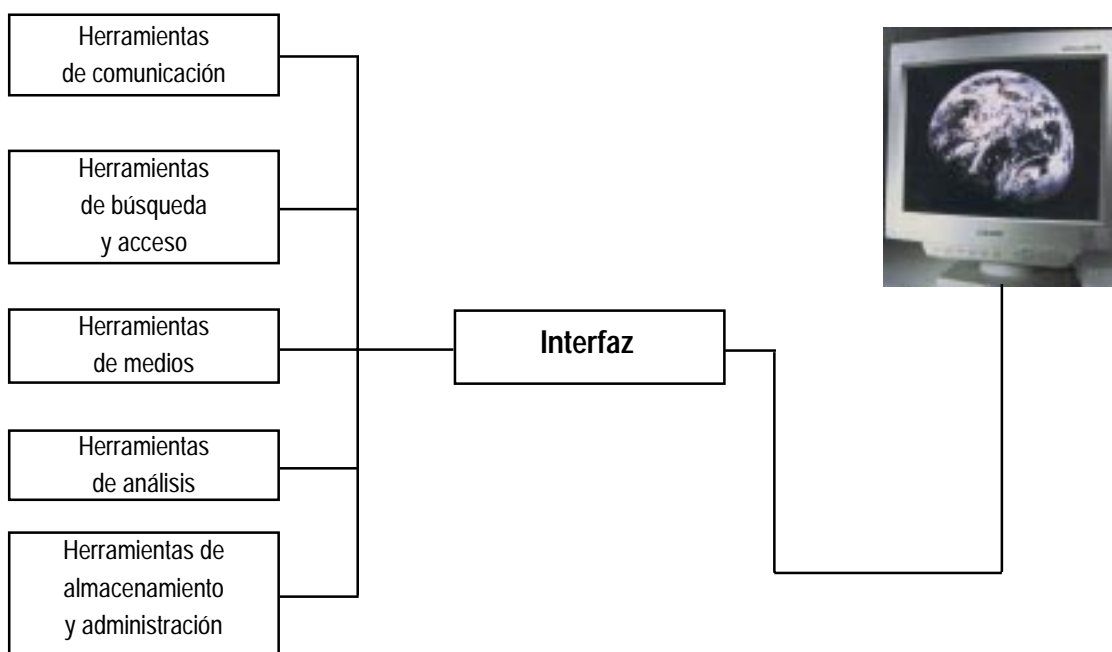 Herramientas
de comunicación
Herramientas
de búsqueda
y acceso
Herramientas
de medios
Herramientas
de análisis
Herramientas de
almacenamiento
y administración
Interfaz